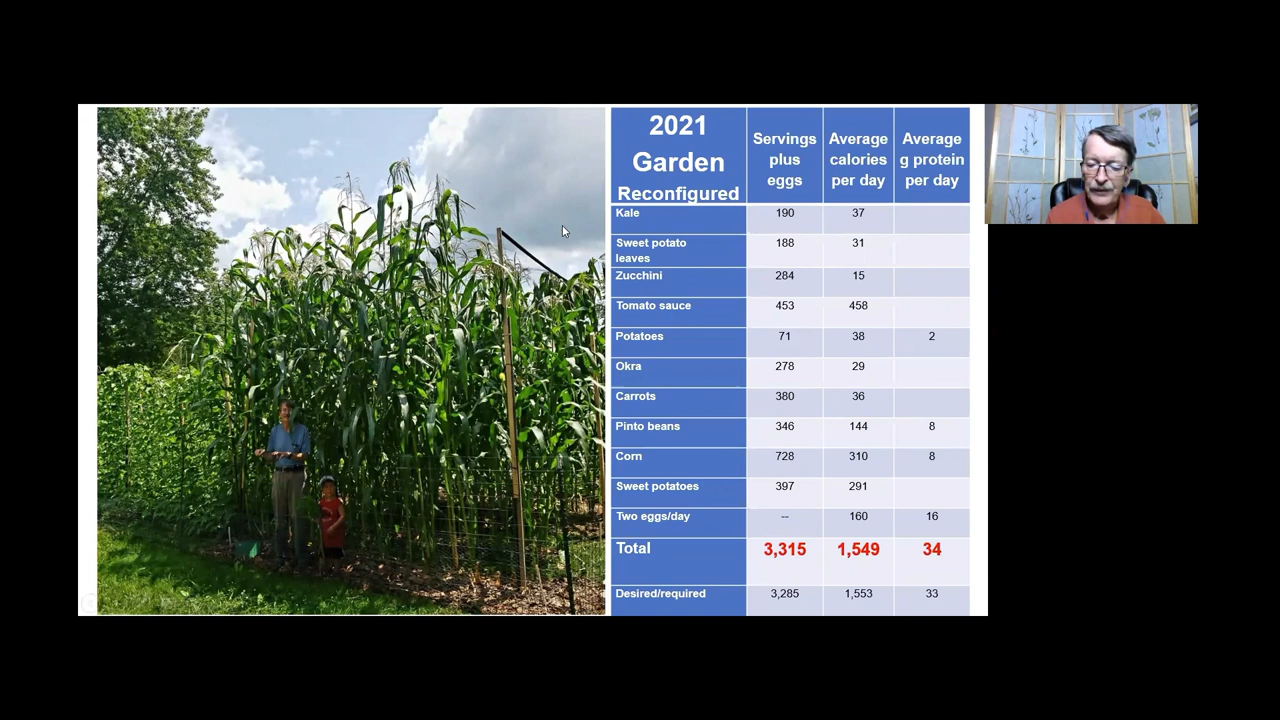 2021 Garden Reconfigured Servings plus eggs Average calories per day Average g protein per day
Kale 190 37
Sweet potato leaves 188 31
Zucchini 284 15
Tomato sauce 453 458
Potatoes 71 38 2
Okra 278 29
Carrots 380 36
Pinto beans 346 144 8
Corn 728 310 8
Sweet potatoes 397 291
Two eggs/day -- 160 16
Total 3,315 1,549 34
Desired/required 3,285 1,553 33